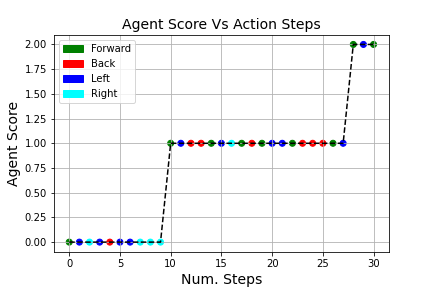 Agent Score Vs Action Steps
2.00
1.75
1.50
1.25
1.00
0.75
0.50
0.25
0.00
Agent Score
Forward
Back
Left
Right
0 5 10 15 20 25 30
Num. Steps